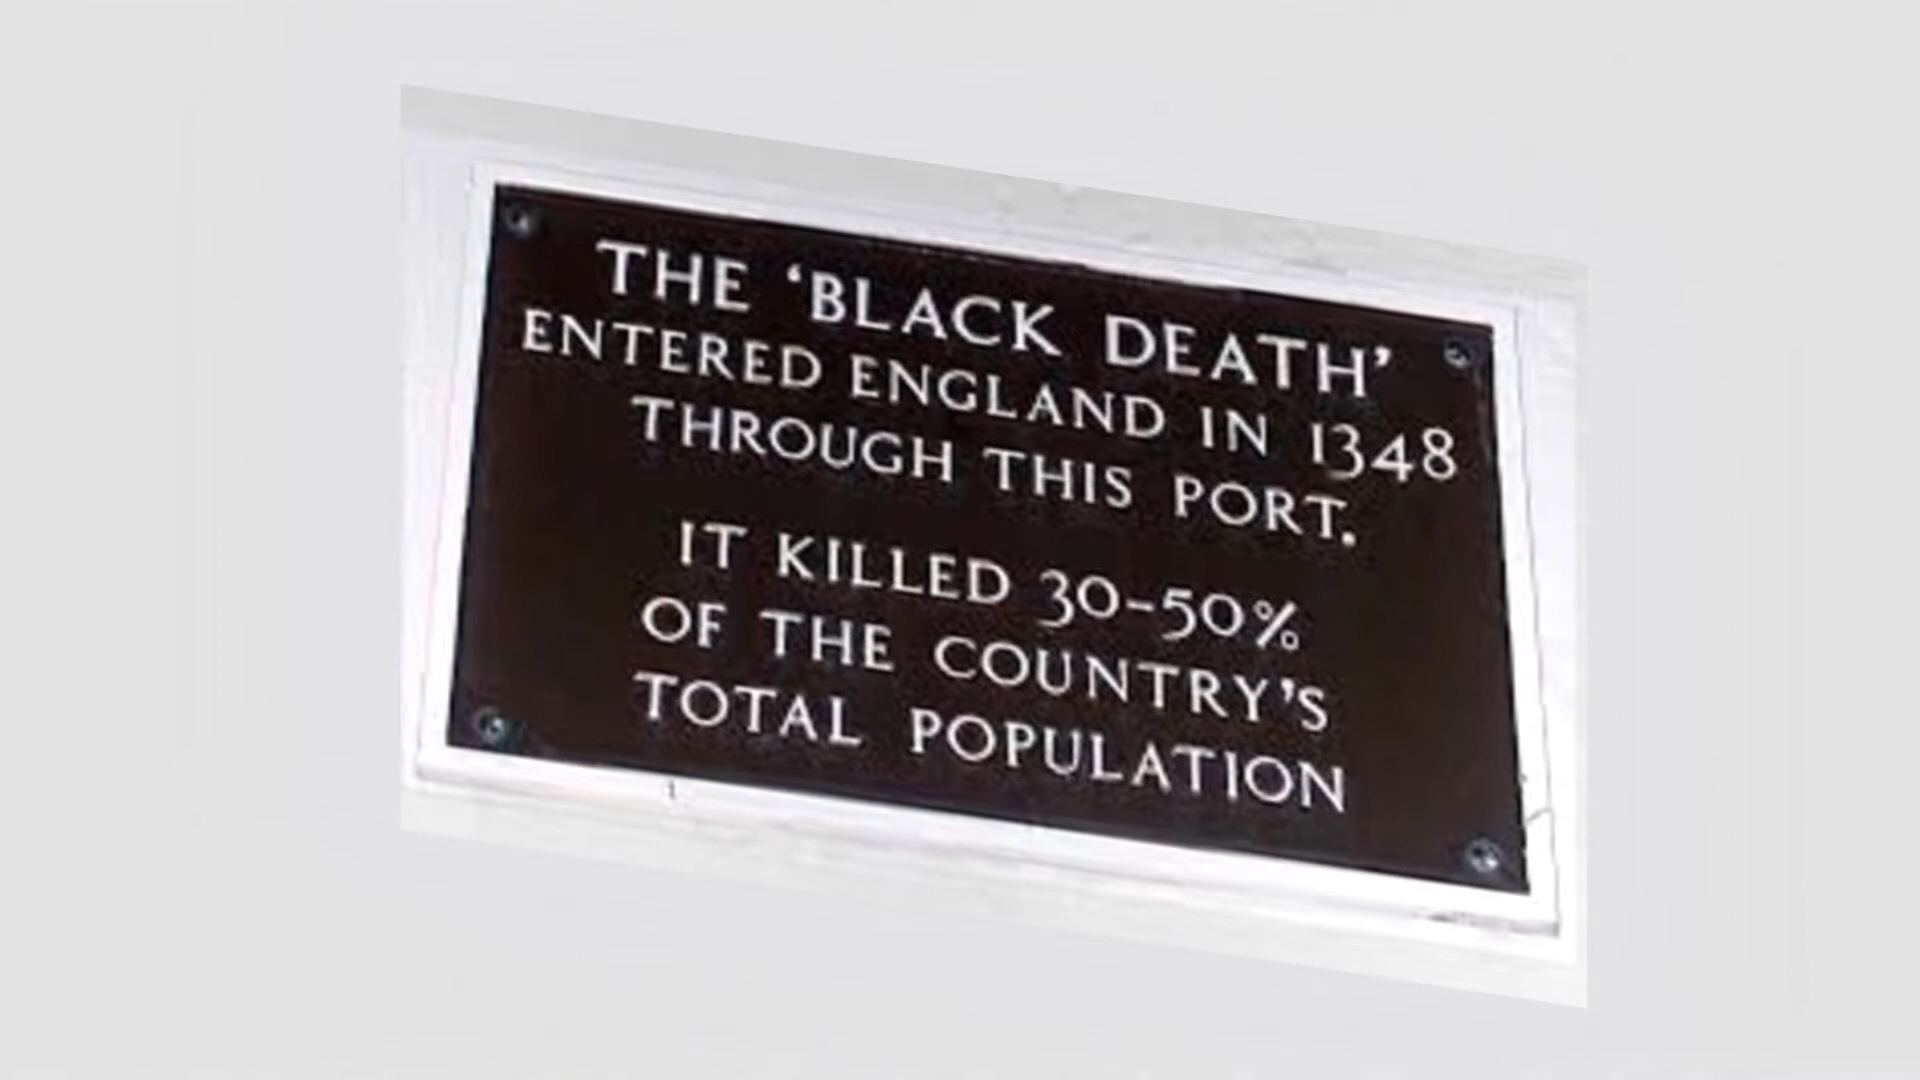 THE ‘BLACK DEATH’
ENTERED ENGLAND IN 1348
THROUGH THIS PORT.
IT KILLED 30-50%
OF THE COUNTRY’S
TOTAL POPULATION